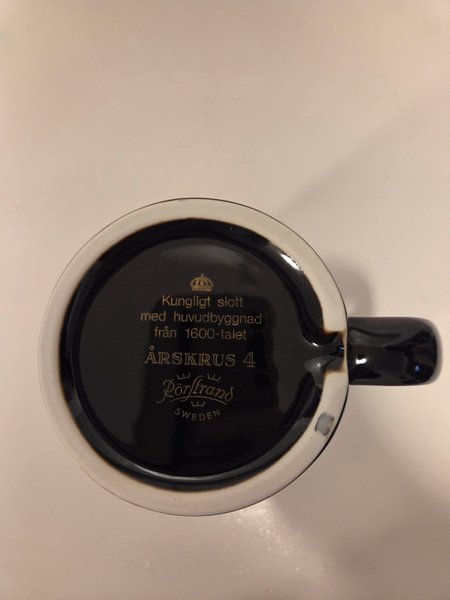 Kungligt slott
med huvudbyggnad
från 1600-talet
ÅRSKRUS 4
Rörstrand
SWEDEN